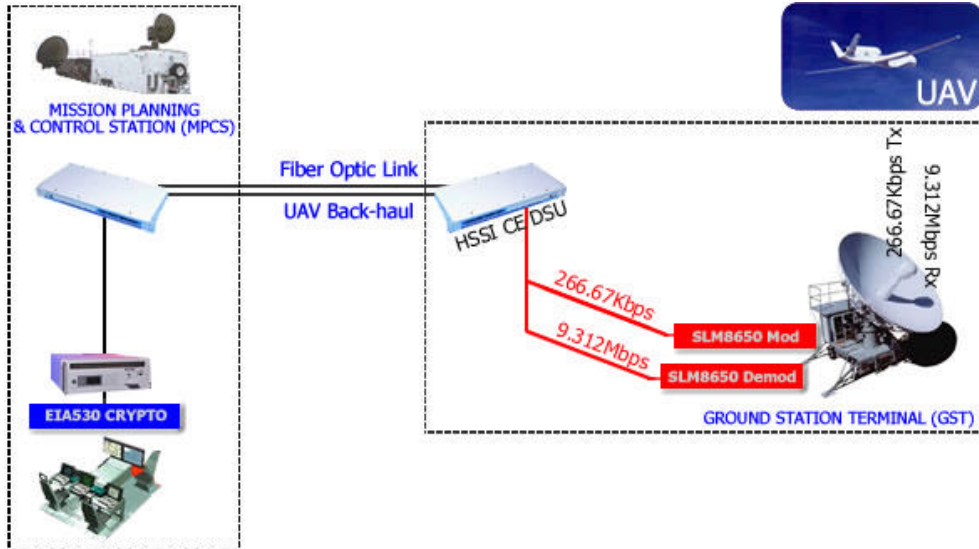 MISSION PLANNING
& CONTROL STATION (MPCS)
UAV
Fiber Optic Link
UAV Back-haul
HSSI CE/DSU
266.67Kbps Tx
9.312Mbps Rx
266.67Kbps
9.312Mbps
SLM8650 Mod
SLM8650 Demod
EIA530 CRYPTO
GROUND STATION TERMINAL (GST)